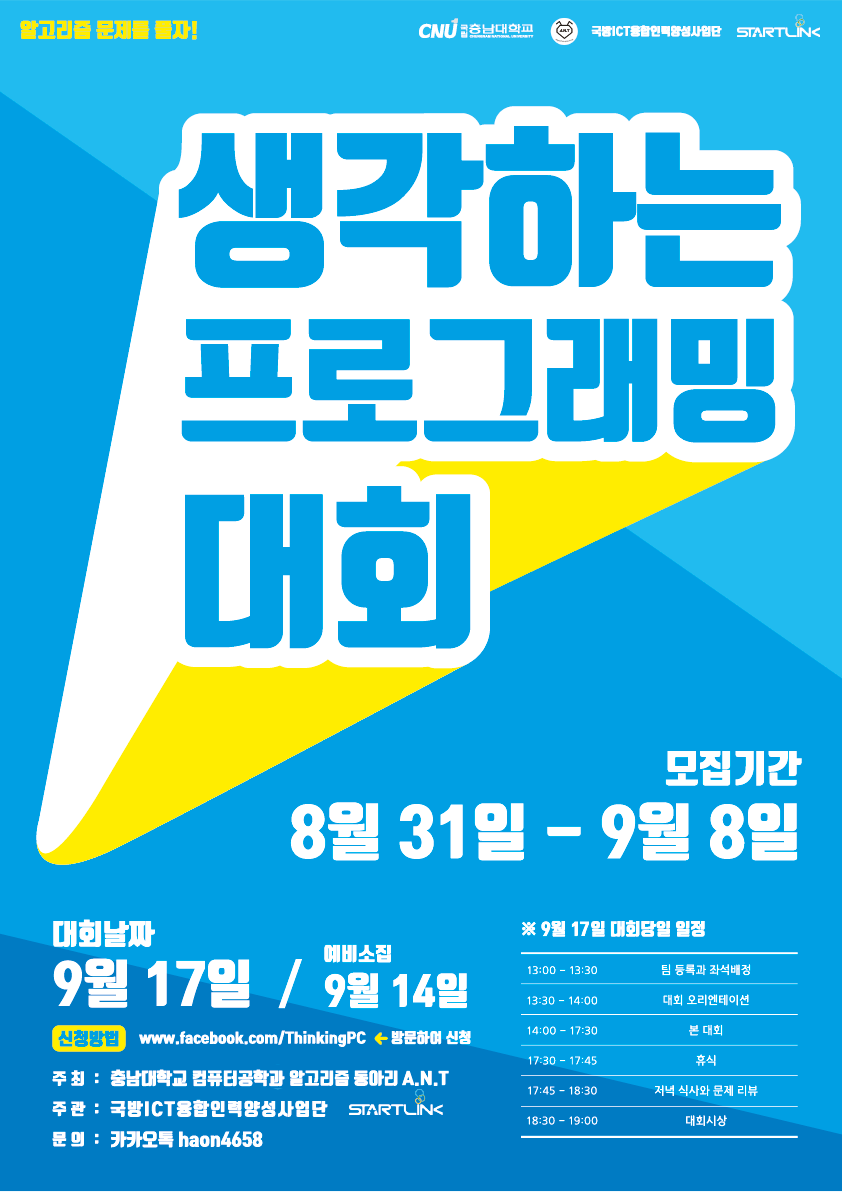 알고리즘 문제를 풀자!
CNU 국립 충남대학교
CHUNGNAM NATIONAL UNIVERSITY
A.N.T
국방ICT융합인력양성사업단
STARTLINK
생각하는
프로그래밍
대회
모집기간
8월 31일 – 9월 8일
대회날짜
9월 17일 /
예비소집
9월 14일
신청방법 www.facebook.com/ThinkingPC ← 방문하여 신청
주 최 : 충남대학교 컴퓨터공학과 알고리즘 동아리 A.N.T
주 관 : 국방ICT융합인력양성사업단 STARTLINK
문 의 : 카카오톡 haon4658
※ 9월 17일 대회당일 일정
13:00 – 13:30 팀 등록과 좌석배정
13:30 – 14:00 대회 오리엔테이션
14:00 – 17:30 본 대회
17:30 – 17:45 휴식
17:45 – 18:30 저녁 식사와 문제 리뷰
18:30 – 19:00 대회시상